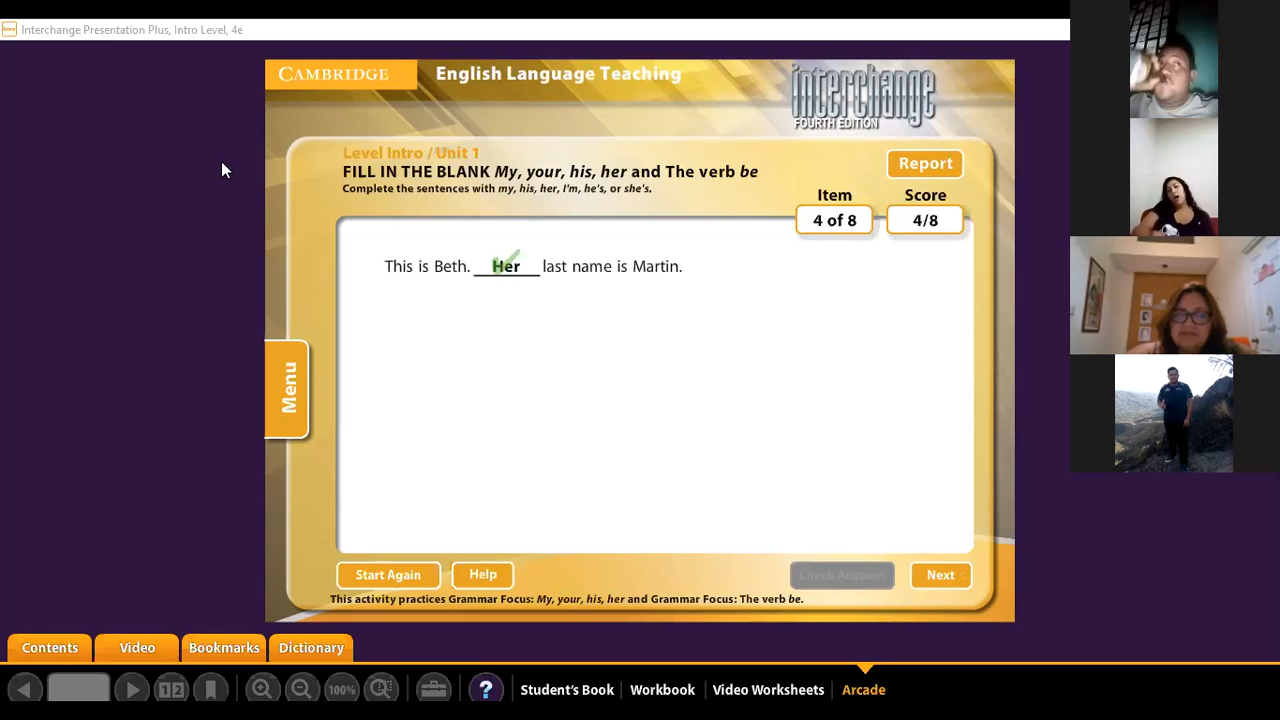 Interchange Presentation Plus, Intro Level, 4e
CAMBRIDGE
English Language Teaching
interchange
FOURTH EDITION
Level Intro / Unit 1
FILL IN THE BLANK My, your, his, her and The verb be
Complete the sentences with my, his, her, I'm, he's, or she's.
Report
Item
Score
4 of 8
4/8
This is Beth. Her last name is Martin.
Menu
Start Again
Help
Check Answers
Next
This activity practices Grammar Focus: My, your, his, her and Grammar Focus: The verb be.
Contents
Video
Bookmarks
Dictionary
1 2
100%
?
Student's Book
Workbook
Video Worksheets
Arcade